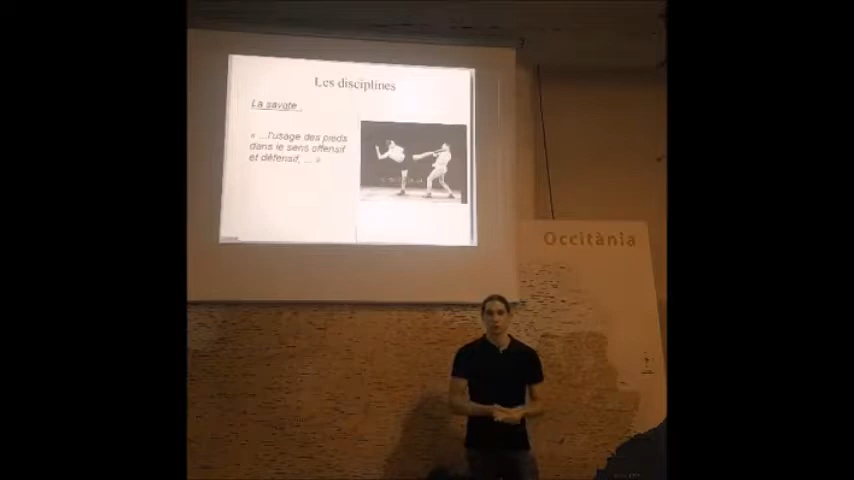 Les disciplines
La savate
« ...l'usage des pieds
dans le sens offensif
et défensif, ... »
Occitània